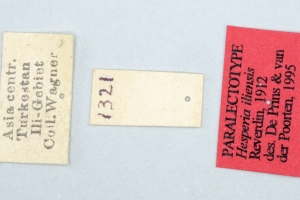 Asia centr.
Turkestan
Ili-Gebiet
Coll. Wagner
1321
PARALECTOTYPE
Hesperia iliensis
Reverdin, 1912
des. De Prins & van
der Poorten, 1995